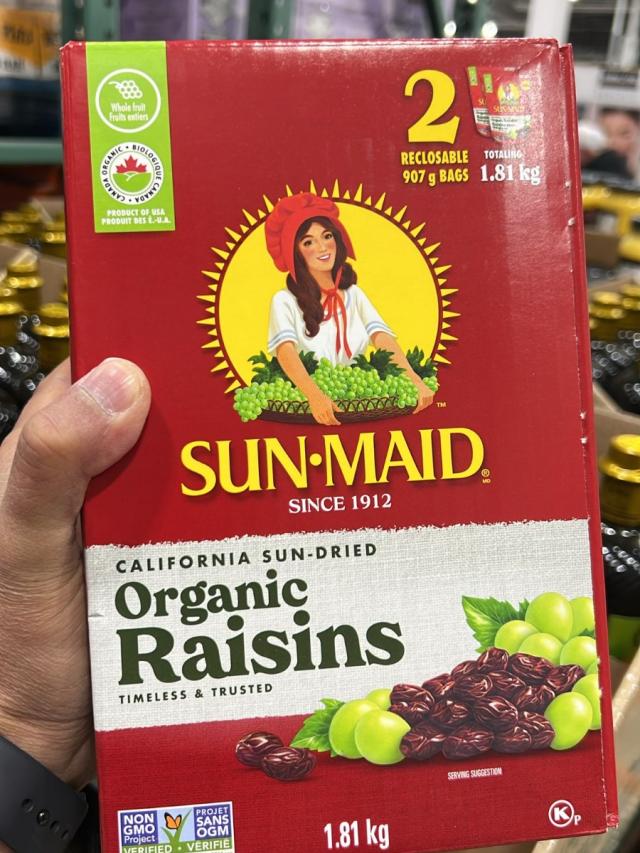 Whole fruit
Fruits entiers
CANADA ORGANIC • BIOLOGIQUE CANADA •
PRODUCT OF USA
PRODUIT DES É.-U.A.
2
RECLOSABLE
907 g BAGS
TOTALING
1.81 kg
SUN•MAID®
MD
TM
SINCE 1912
CALIFORNIA SUN-DRIED
Organic
Raisins
TIMELESS & TRUSTED
SERVING SUGGESTION
NON
GMO
Project
VERIFIED
PROJET
SANS
OGM
VÉRIFIÉ
1.81 kg
K P